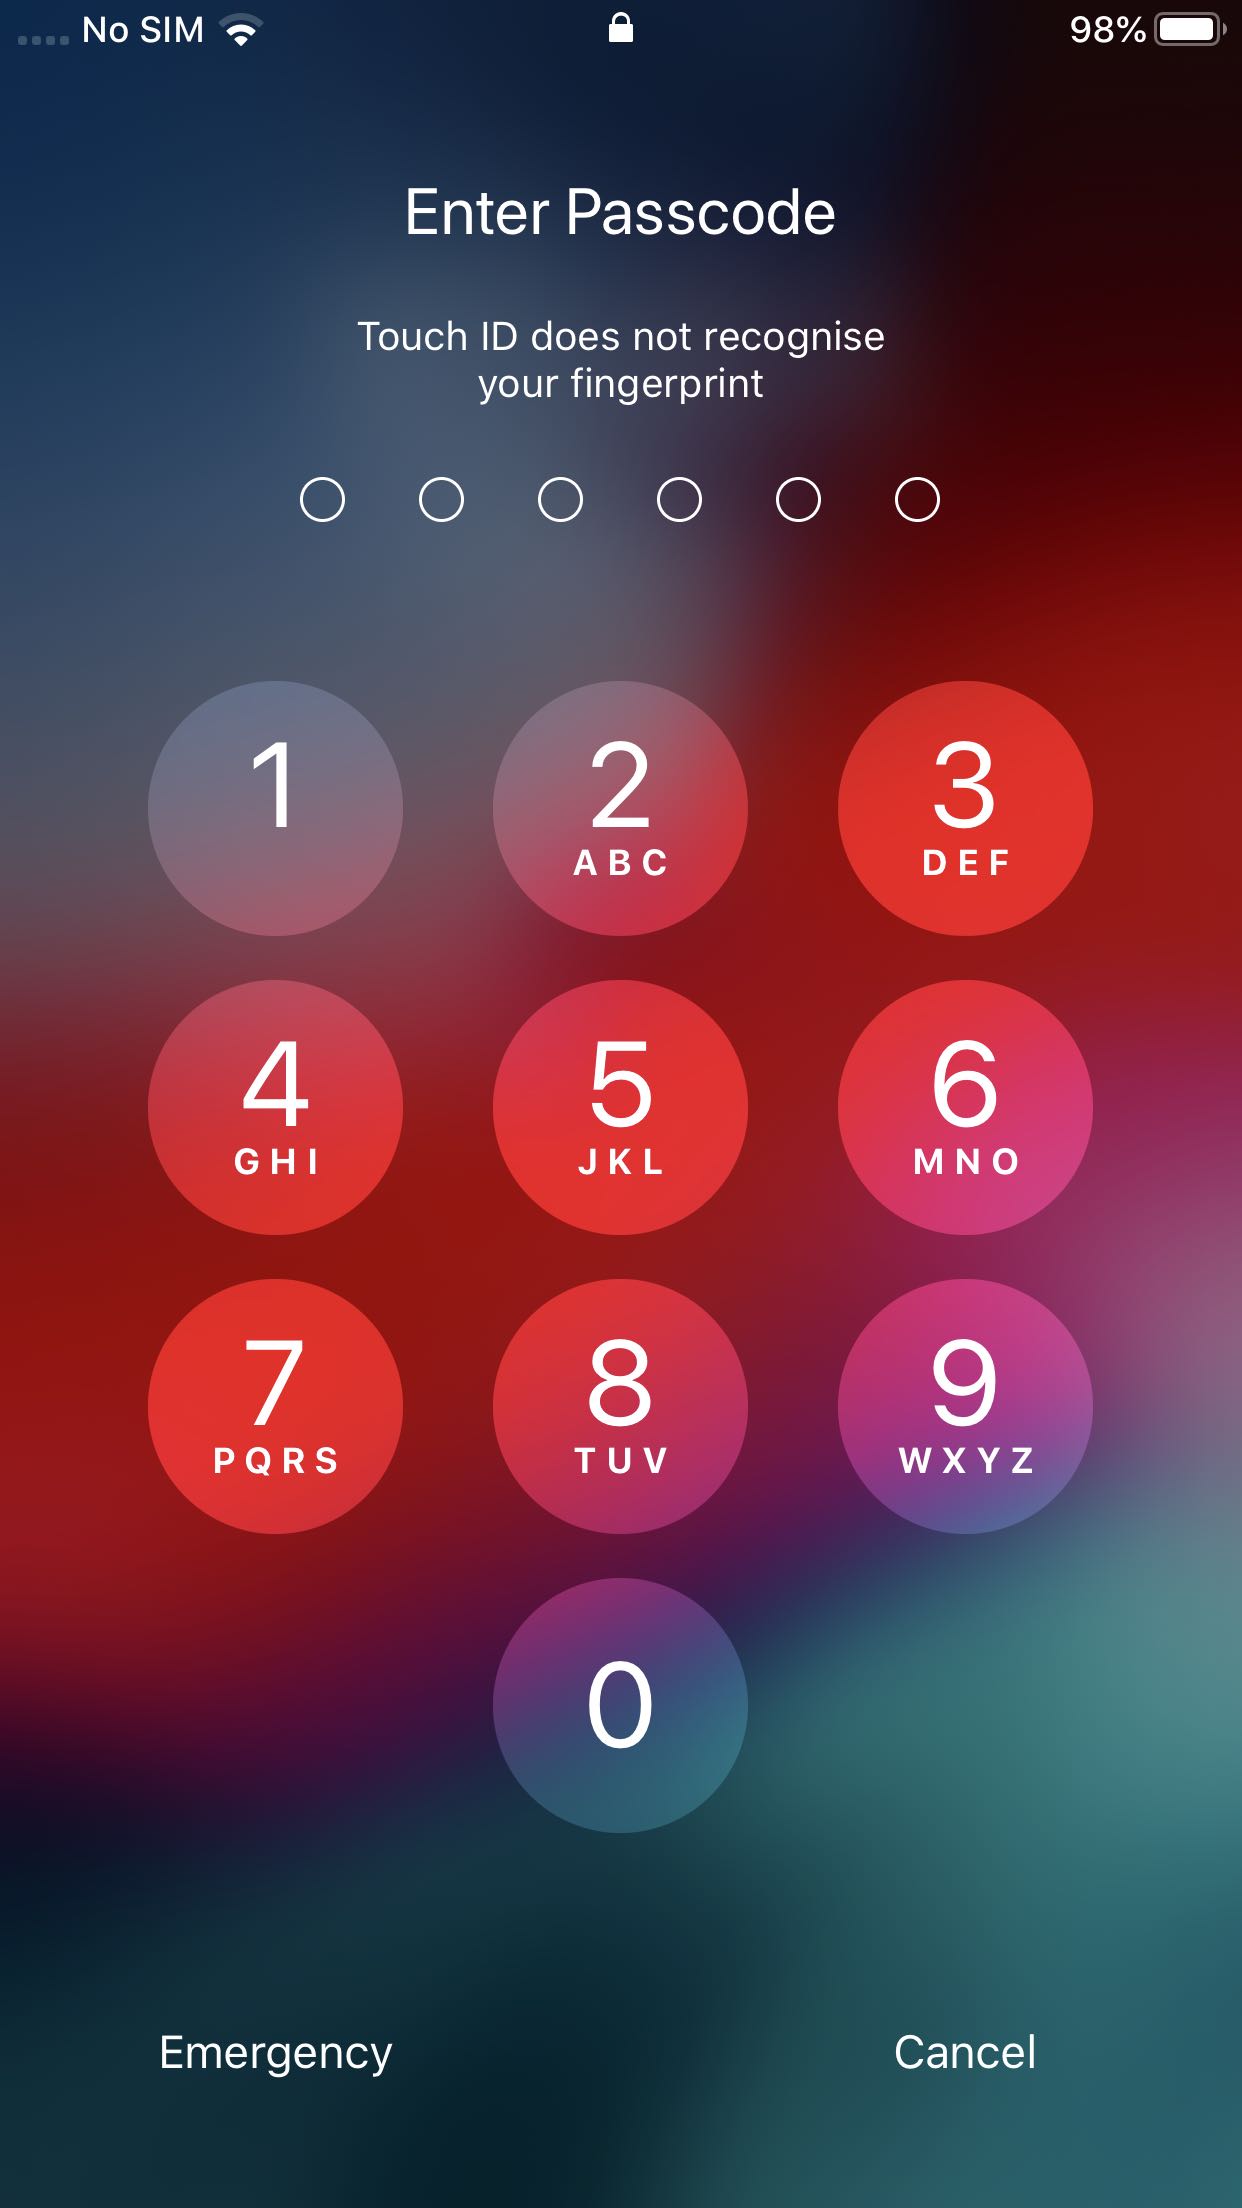 No SIM 98%
Enter Passcode
Touch ID does not recognise
your fingerprint
1 2 3
ABC DEF
4 5 6
GHI JKL MNO
7 8 9
PQRS TUV WXYZ
0
Emergency Cancel